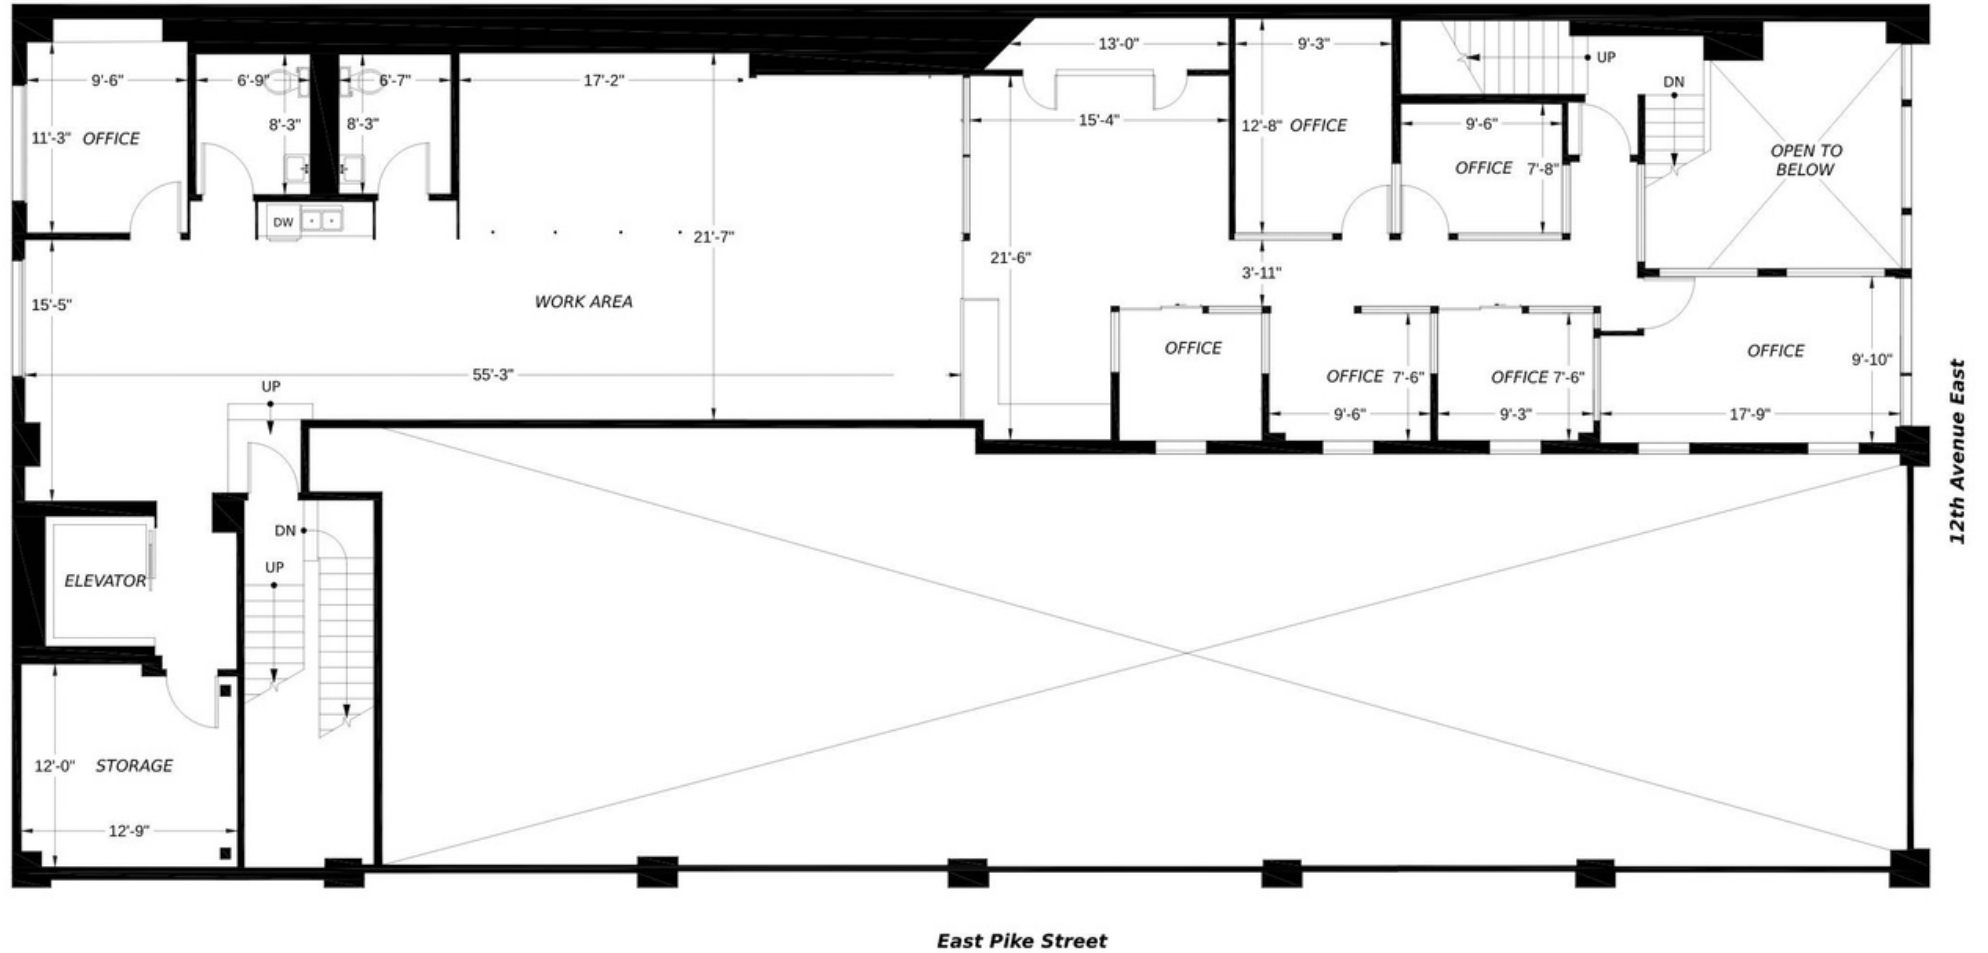 13'-0"
9'-3"
UP
9'-6"
6'-9"
6'-7"
17'-2"
DN
11'-3" OFFICE
8'-3"
8'-3"
15'-4"
12'-8" OFFICE
9'-6"
OFFICE 7'-8"
OPEN TO
BELOW
DW
21'-7"
21'-6"
3'-11"
15'-5"
WORK AREA
OFFICE
OFFICE
9'-10"
55'-3"
OFFICE 7'-6"
OFFICE 7'-6"
UP
9'-6"
9'-3"
17'-9"
12th Avenue East
DN
UP
ELEVATOR
12'-0" STORAGE
12'-9"
East Pike Street